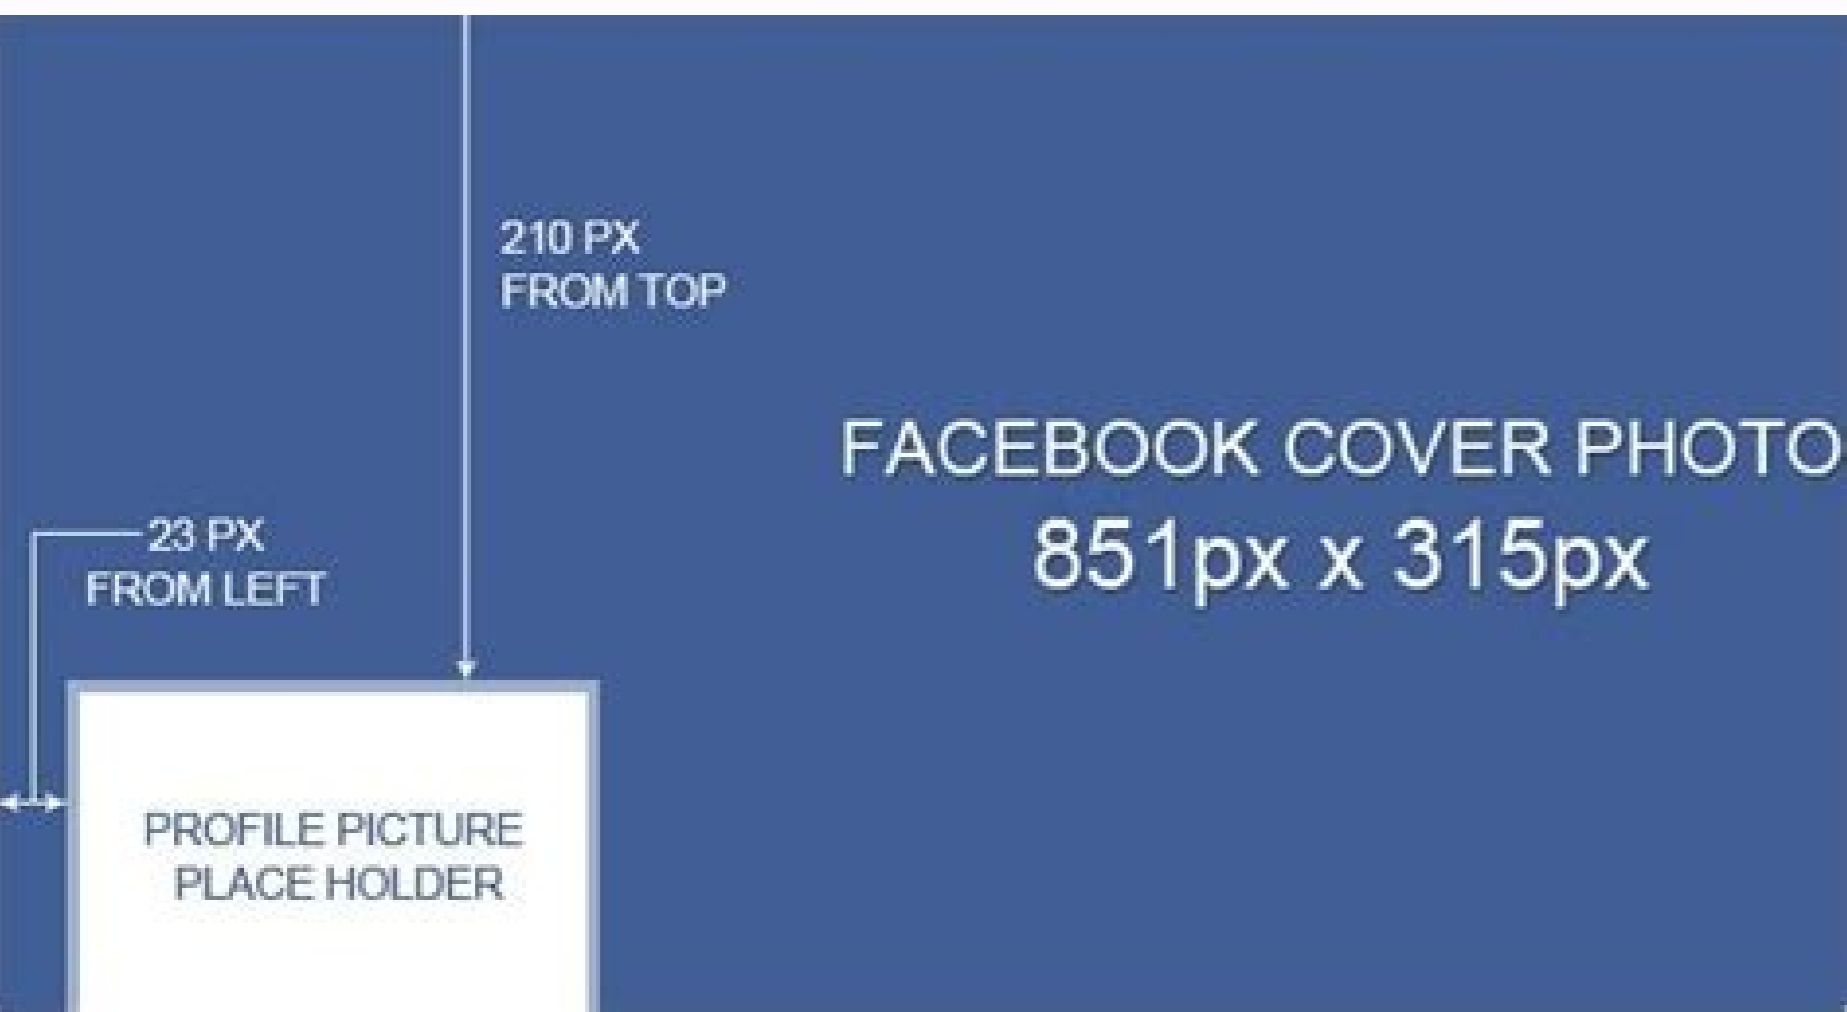 210 PX
FROM TOP
FACEBOOK COVER PHOTO
851px x 315px
23 PX
FROM LEFT
PROFILE PICTURE
PLACE HOLDER